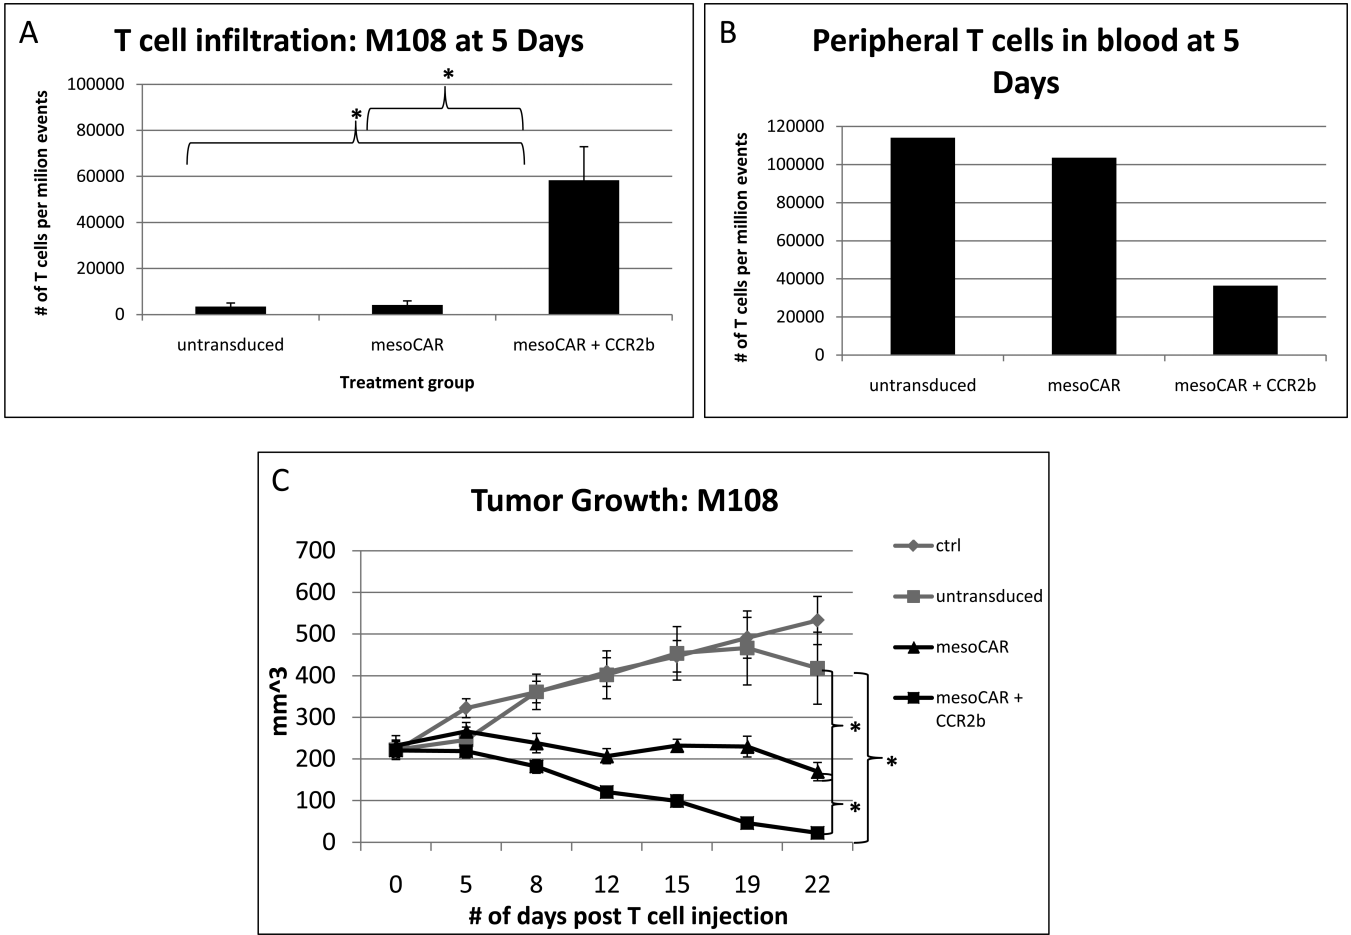 A
T cell infiltration: M108 at 5 Days
# of T cells per milion events
100000
80000
60000
40000
20000
0
*
*
untransduced
mesoCAR
mesoCAR + CCR2b
Treatment group
B
Peripheral T cells in blood at 5
Days
# of T cells per million events
120000
100000
80000
60000
40000
20000
0
untransduced
mesoCAR
mesoCAR + CCR2b
C
Tumor Growth: M108
mm^3
700
600
500
400
300
200
100
0
0
5
8
12
15
19
22
# of days post T cell injection
*
*
*
ctrl
untransduced
mesoCAR
mesoCAR +
CCR2b